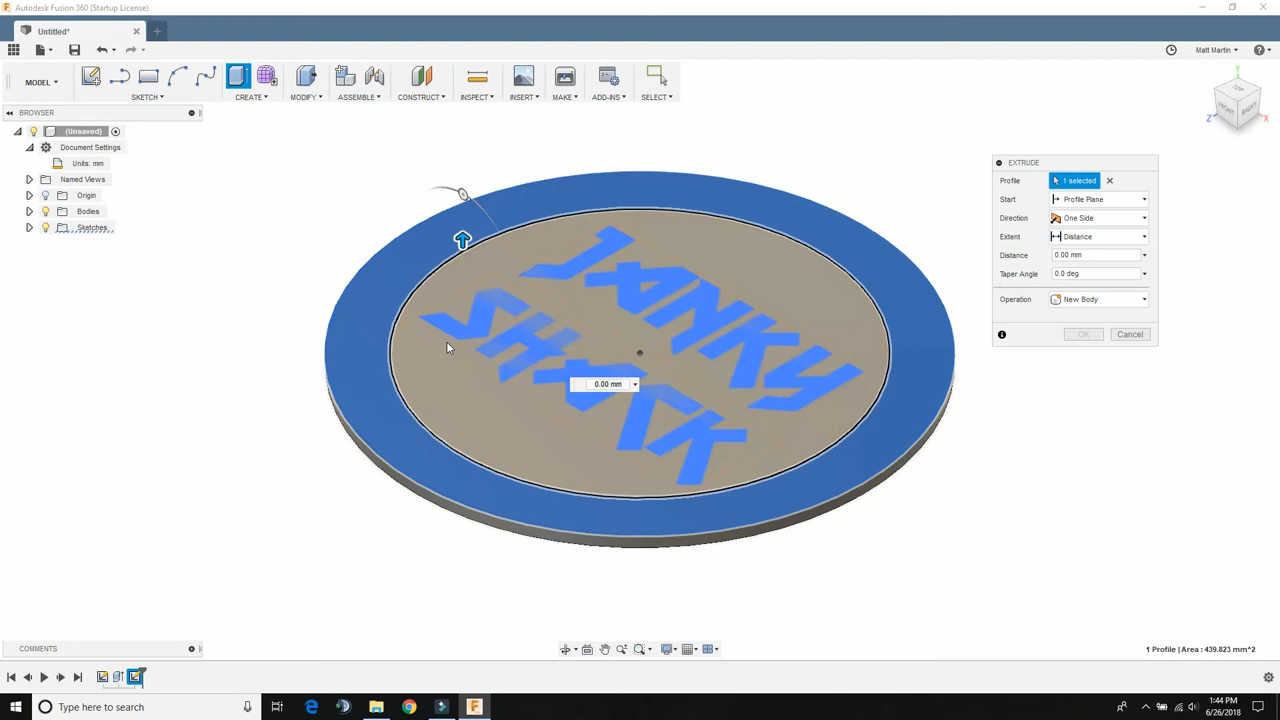 Autodesk Fusion 360 (Startup License)
Untitled*
Matt Martin
MODEL
SKETCH
CREATE
MODIFY
ASSEMBLE
CONSTRUCT
INSPECT
INSERT
MAKE
ADD-INS
SELECT
TOP
FRONT
RIGHT
Y
Z
X
BROWSER
(Unsaved)
Document Settings
Units: mm
Named Views
Origin
Bodies
Sketches
EXTRUDE
Profile 1 selected
Start Profile Plane
Direction One Side
Extent Distance
Distance 0.00 mm
Taper Angle 0.0 deg
Operation New Body
OK Cancel
JANKY
SHACK
0.00 mm
COMMENTS
1 Profile | Area : 439.823 mm^2
Type here to search
1:44 PM
6/26/2018